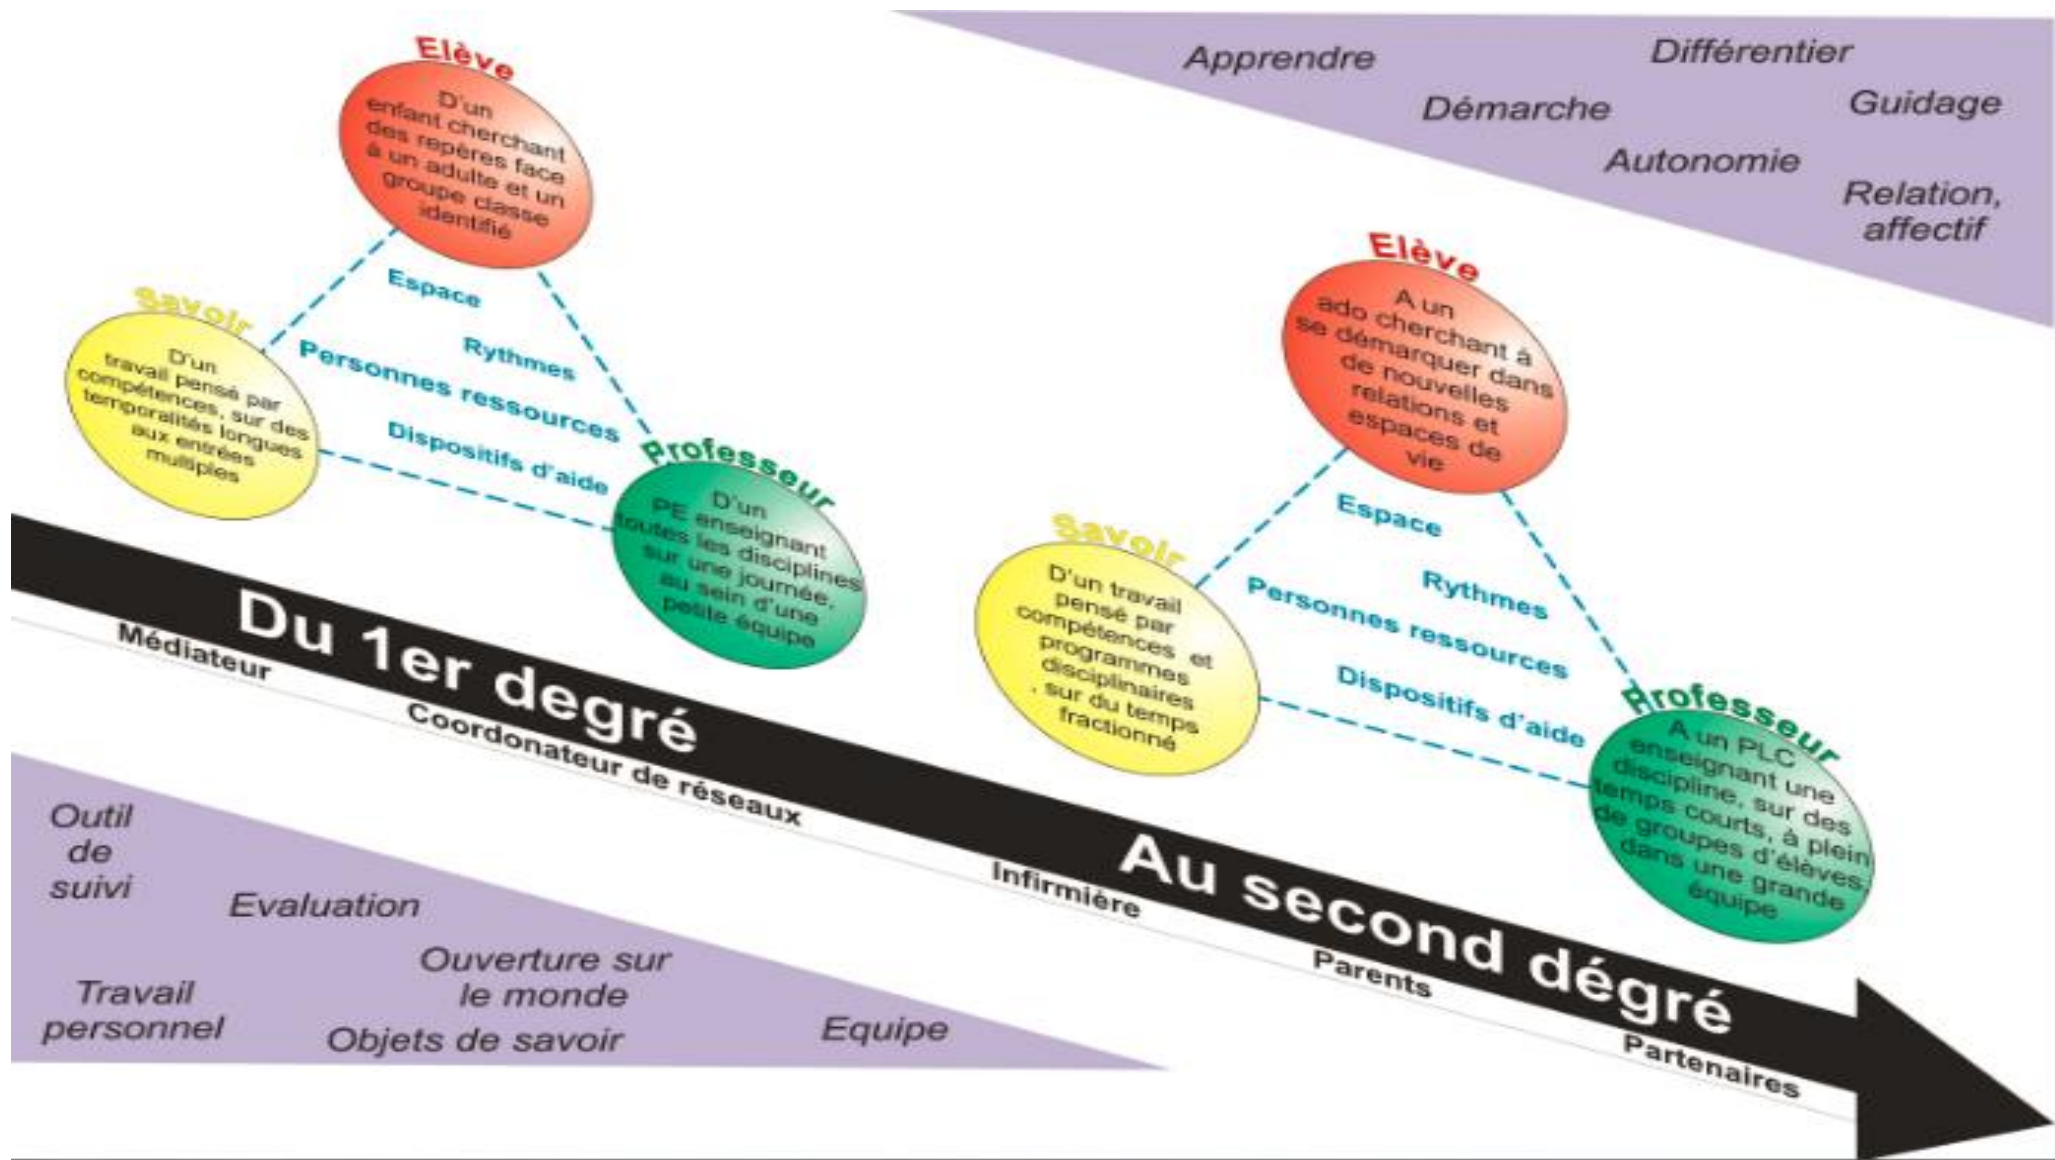 Elève
D'un
enfant cherchant
des repères face
à un adulte et un
groupe classe
identifié
Savoir
D'un
travail pensé par
compétences, sur des
temporalités longues
aux entrées
multiples
Espace
Rythmes
Personnes ressources
Dispositifs d'aide
Professeur
D'un
PE enseignant
toutes les disciplines
sur une journée,
au sein d'une
petite équipe
Apprendre
Différentier
Démarche
Guidage
Autonomie
Relation,
affectif
Elève
A un
ado cherchant à
se démarquer dans
de nouvelles
relations et
espaces de
vie
Savoir
D'un travail
pensé par
compétences et
programmes
disciplinaires
, sur du temps
fractionné
Espace
Rythmes
Personnes ressources
Dispositifs d'aide
Professeur
A un PLC
enseignant une
discipline, sur des
temps courts, à plein
de groupes d'élèves,
dans une grande
équipe
Du 1er degré
Au second dégré
Médiateur
Coordonateur de réseaux
Infirmière
Parents
Partenaires
Outil
de
suivi
Evaluation
Ouverture sur
le monde
Travail
personnel
Objets de savoir
Equipe